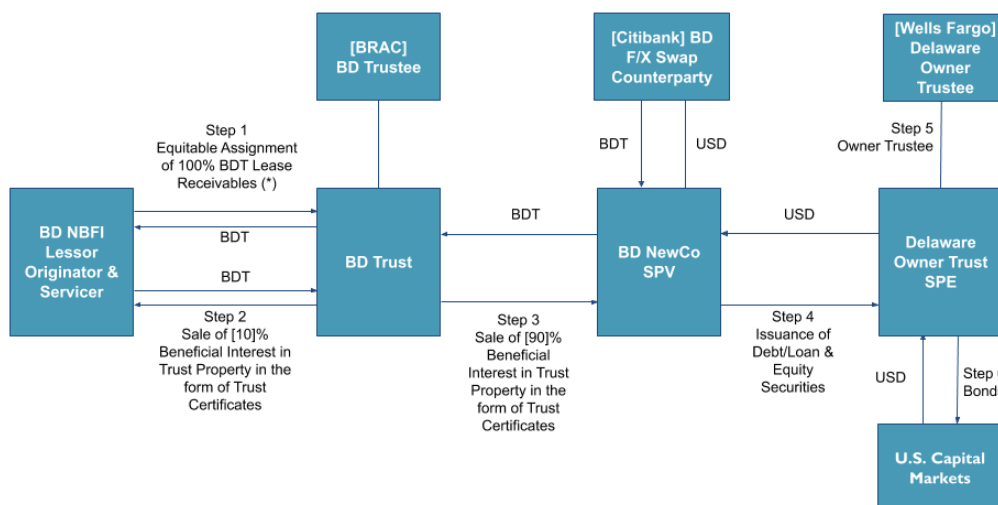 [BRAC]
BD Trustee
[Citibank] BD
F/X Swap
Counterparty
[Wells Fargo]
Delaware
Owner
Trustee
Step 1
Equitable Assignment
of 100% BDT Lease
Receivables (*)
BDT
USD
Step 5
Owner Trustee
BD NBFI
Lessor
Originator &
Servicer
BDT
BDT
BD Trust
BDT
BD NewCo
SPV
USD
Delaware
Owner Trust
SPE
Step 2
Sale of [10]%
Beneficial Interest in
Trust Property in the
form of Trust
Certificates
Step 3
Sale of [90]%
Beneficial
Interest in Trust
Property in the
form of Trust
Certificates
Step 4
Issuance of
Debt/Loan &
Equity
Securities
USD
Step
Bonds
U.S. Capital
Markets